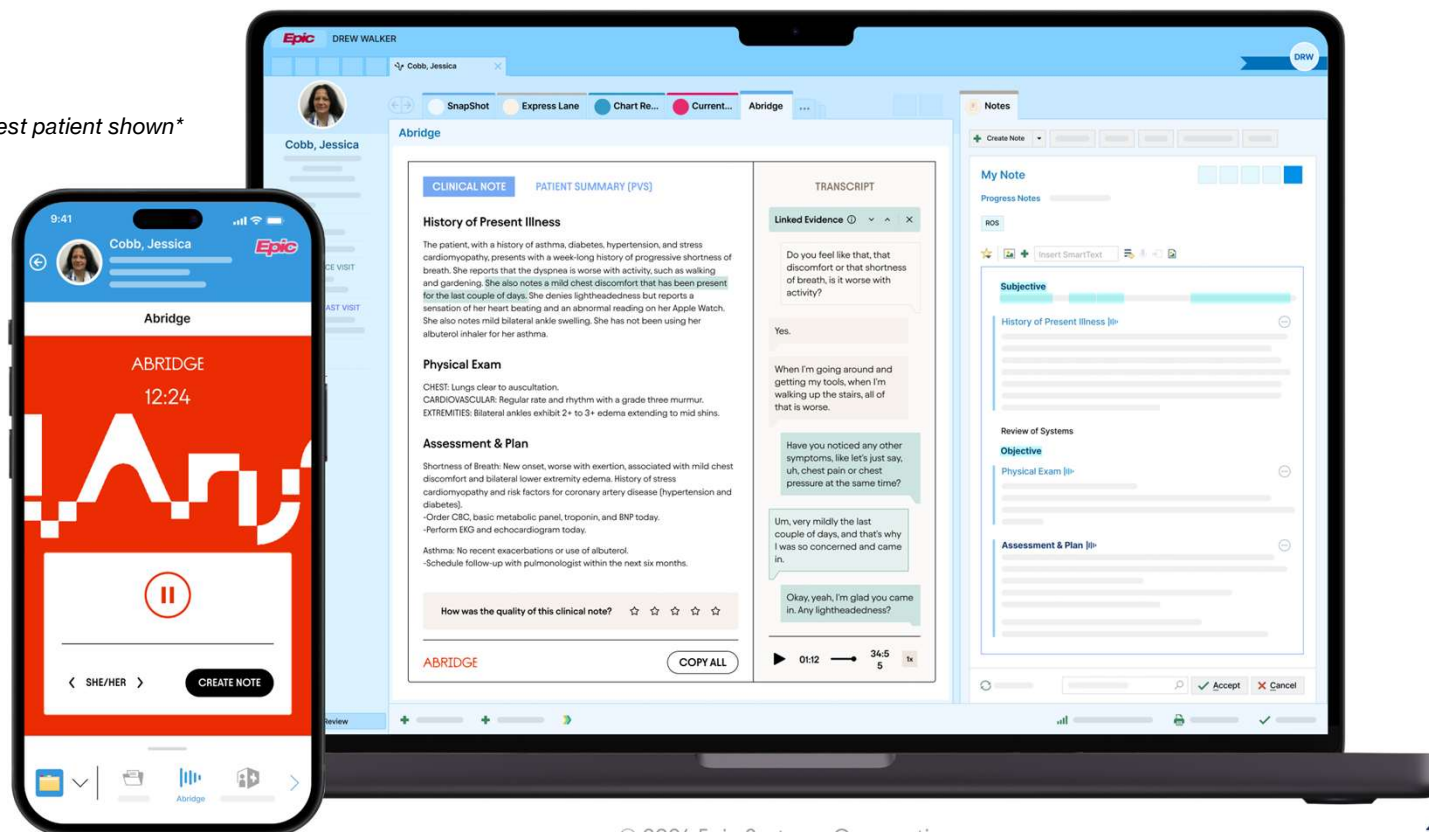 est patient shown*
9:41
Cobb, Jessica
Epic
Abridge
ABRIDGE
12:24
SHE/HER
CREATE NOTE
Abridge
Epic DREW WALKER
DRW
Cobb, Jessica
Cobb, Jessica
CE VISIT
AST VISIT
Review
SnapShot
Express Lane
Chart Re...
Current...
Abridge
...
Abridge
CLINICAL NOTE
PATIENT SUMMARY (PVS)
History of Present Illness
The patient, with a history of asthma, diabetes, hypertension, and stress
cardiomyopathy, presents with a week-long history of progressive shortness of
breath. She reports that the dyspnea is worse with activity, such as walking
and gardening. She also notes a mild chest discomfort that has been present
for the last couple of days. She denies lightheadedness but reports a
sensation of her heart beating and an abnormal reading on her Apple Watch.
She also notes mild bilateral ankle swelling. She has not been using her
albuterol inhaler for her asthma.
Physical Exam
CHEST: Lungs clear to auscultation.
CARDIOVASCULAR: Regular rate and rhythm with a grade three murmur.
EXTREMITIES: Bilateral ankles exhibit 2+ to 3+ edema extending to mid shins.
Assessment & Plan
Shortness of Breath: New onset, worse with exertion, associated with mild chest
discomfort and bilateral lower extremity edema. History of stress
cardiomyopathy and risk factors for coronary artery disease [hypertension and
diabetes].
-Order CBC, basic metabolic panel, troponin, and BNP today.
-Perform EKG and echocardiogram today.
Asthma: No recent exacerbations or use of albuterol.
-Schedule follow-up with pulmonologist within the next six months.
How was the quality of this clinical note?
ABRIDGE
COPY ALL
TRANSCRIPT
Linked Evidence
Do you feel like that, that
discomfort or that shortness
of breath, is it worse with
activity?
Yes.
When I'm going around and
getting my tools, when I'm
walking up the stairs, all of
that is worse.
Have you noticed any other
symptoms, like let's just say,
uh, chest pain or chest
pressure at the same time?
Um, very mildly the last
couple of days, and that's why
I was so concerned and came
in.
Okay, yeah, I'm glad you came
in. Any lightheadedness?
01:12
34:5
5
1x
Notes
Create Note
My Note
Progress Notes
ROS
Insert SmartText
Subjective
History of Present Illness
Review of Systems
Objective
Physical Exam
Assessment & Plan
Accept
Cancel